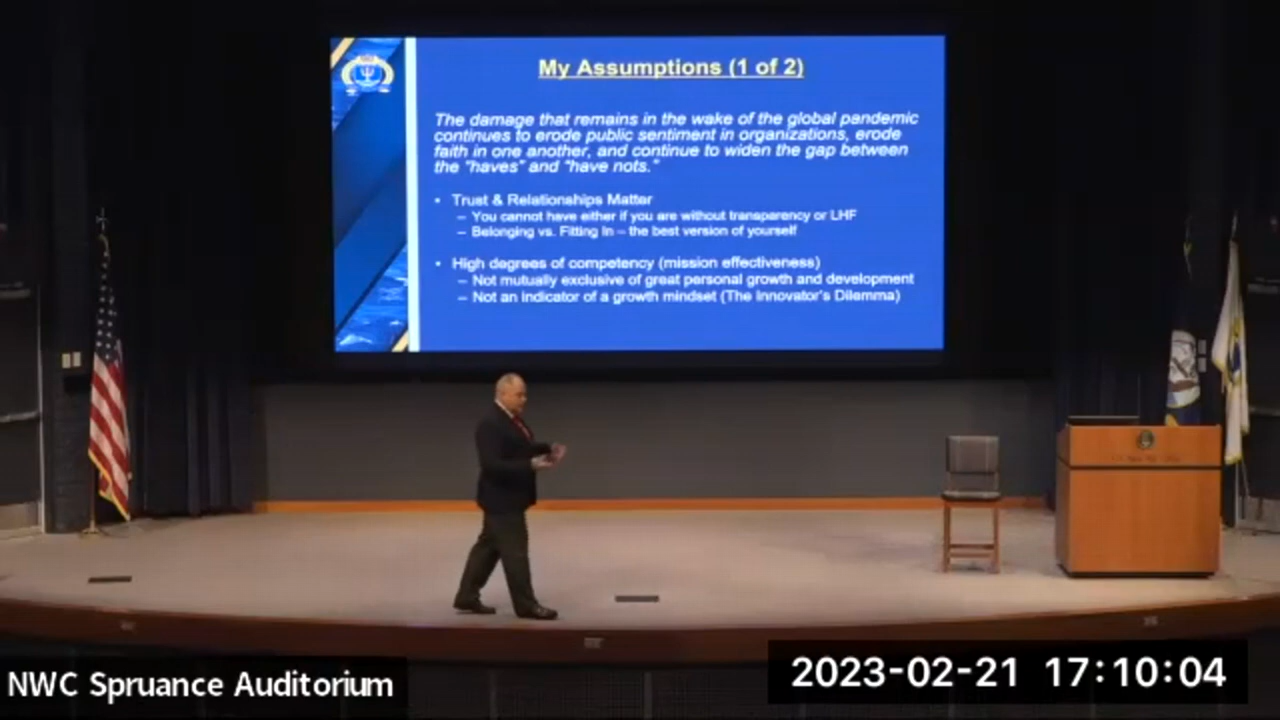 My Assumptions (1 of 2)
The damage that remains in the wake of the global pandemic
continues to erode public sentiment in organizations, erode
faith in one another, and continue to widen the gap between
the "haves" and "have nots."
• Trust & Relationships Matter
– You cannot have either if you are without transparency or LHF
– Belonging vs. Fitting In – the best version of yourself
• High degrees of competency (mission effectiveness)
– Not mutually exclusive of great personal growth and development
– Not an indicator of a growth mindset (The Innovator's Dilemma)
NWC Spruance Auditorium
2023-02-21 17:10:04